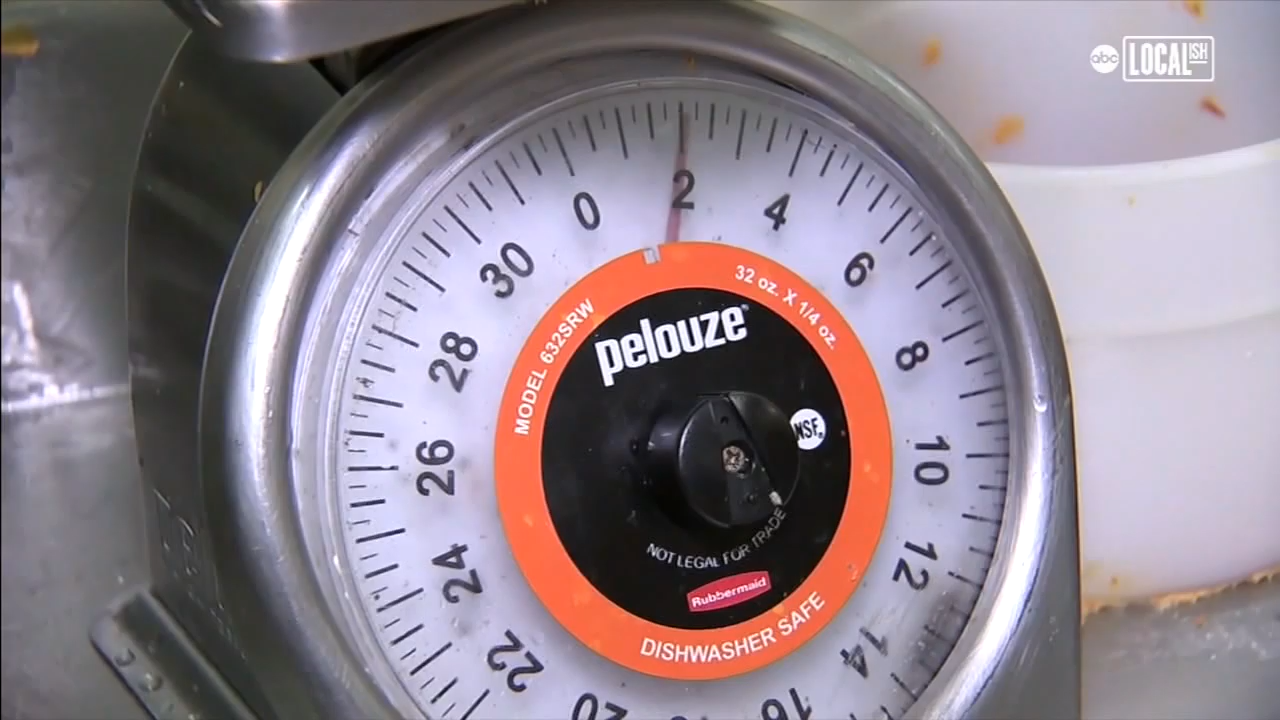 abc LOCALISH
0
2
4
6
8
10
12
14
16
20
22
24
26
28
30
MODEL 632SRW
32 oz. X 1/4 oz.
pelouze
NSF
NOT LEGAL FOR TRADE
Rubbermaid
DISHWASHER SAFE